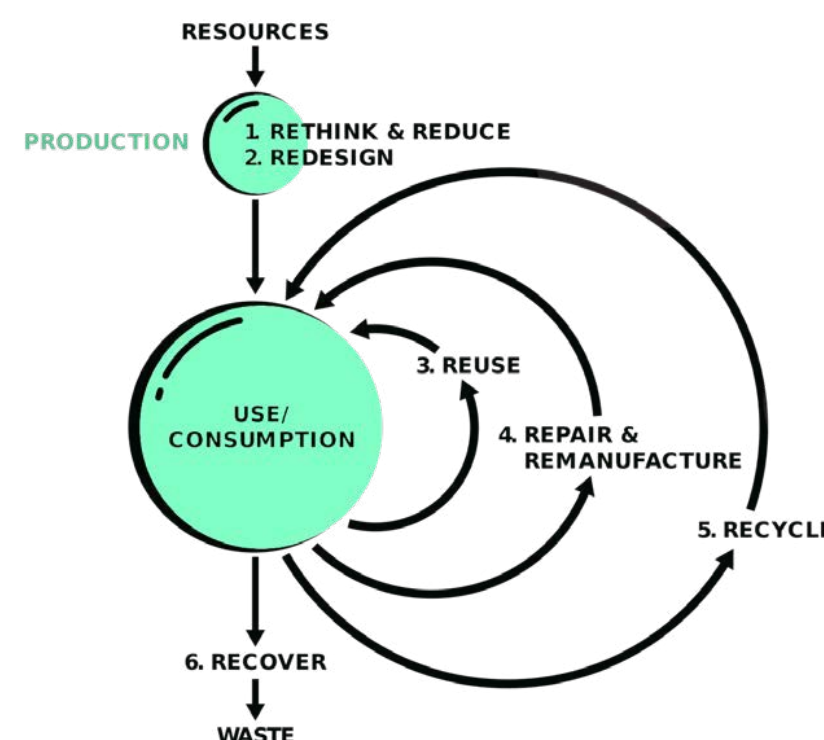 RESOURCES
PRODUCTION
1. RETHINK & REDUCE
2. REDESIGN
3. REUSE
USE/
CONSUMPTION
4. REPAIR &
REMANUFACTURE
5. RECYCL
6. RECOVER
WASTE